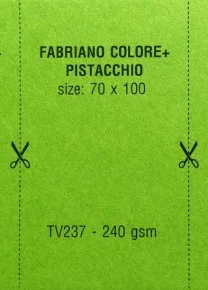 FABRIANO COLORE+
PISTACCHIO
size: 70 x 100
TV237 - 240 gsm